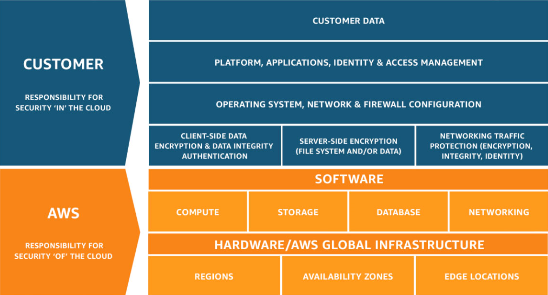 CUSTOMER
RESPONSIBILITY FOR
SECURITY ‘IN’ THE CLOUD
CUSTOMER DATA
PLATFORM, APPLICATIONS, IDENTITY & ACCESS MANAGEMENT
OPERATING SYSTEM, NETWORK & FIREWALL CONFIGURATION
CLIENT-SIDE DATA
ENCRYPTION & DATA INTEGRITY
AUTHENTICATION
SERVER-SIDE ENCRYPTION
(FILE SYSTEM AND/OR DATA)
NETWORKING TRAFFIC
PROTECTION (ENCRYPTION,
INTEGRITY, IDENTITY)
AWS
RESPONSIBILITY FOR
SECURITY ‘OF’ THE CLOUD
SOFTWARE
COMPUTE
STORAGE
DATABASE
NETWORKING
HARDWARE/AWS GLOBAL INFRASTRUCTURE
REGIONS
AVAILABILITY ZONES
EDGE LOCATIONS